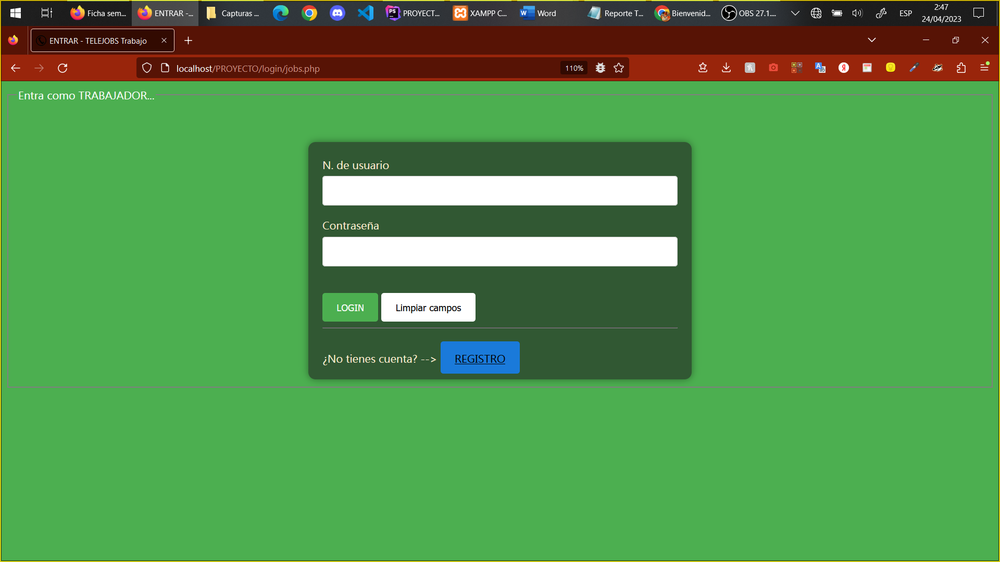 Ficha sem...
ENTRAR -...
Capturas ...
PROYECT...
XAMPP C...
Word
Reporte T...
Bienvenid...
OBS 27.1....
ESP
2:47
24/04/2023
ENTRAR - TELEJOBS Trabajo
localhost/PROYECTO/login/jobs.php
110%
Entra como TRABAJADOR...
N. de usuario
Contraseña
LOGIN
Limpiar campos
¿No tienes cuenta? --> REGISTRO